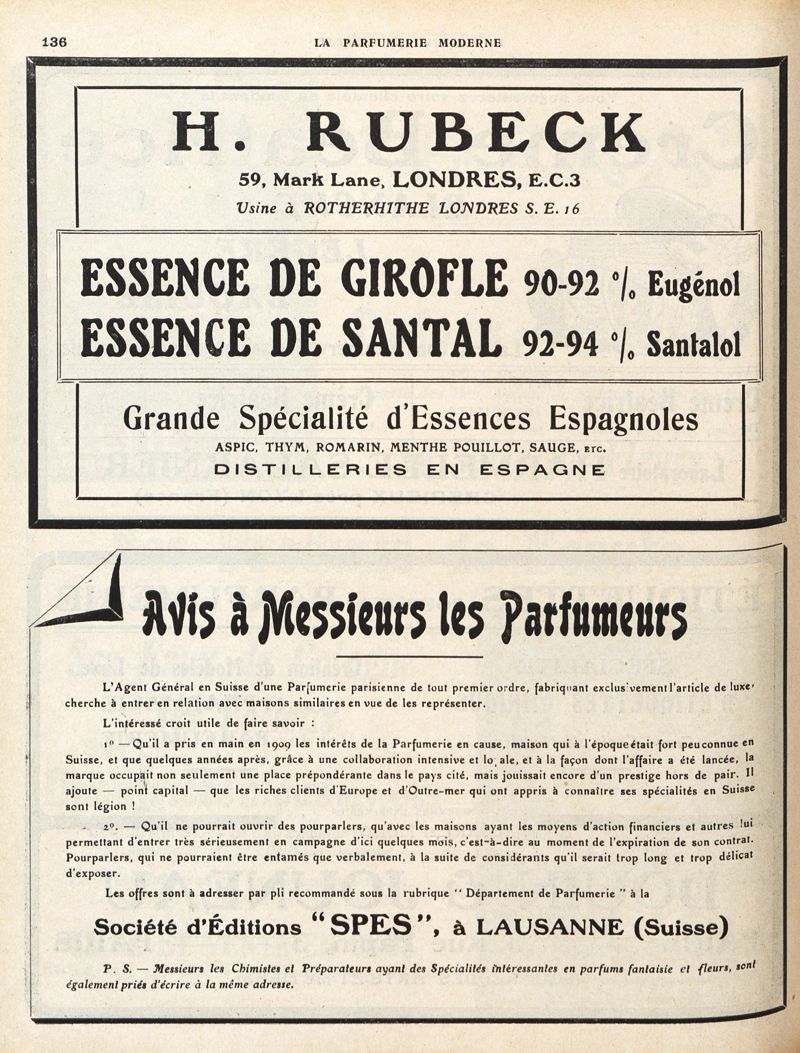 136
LA PARFUMERIE MODERNE
H. RUBECK
59, Mark Lane, LONDRES, E.C.3
Usine à ROTHERHITHE LONDRES S. E. 16
ESSENCE DE GIROFLE 90-92 % Eugénol
ESSENCE DE SANTAL 92-94 % Santalol
Grande Spécialité d'Essences Espagnoles
ASPIC, THYM, ROMARIN, MENTHE POUILLOT, SAUGE, ETC.
DISTILLERIES EN ESPAGNE
Avis à Messieurs les Parfumeurs
L'Agent Général en Suisse d'une Parfumerie parisienne de tout premier ordre, fabriquant exclusivement l'article de luxe,
cherche à entrer en relation avec maisons similaires en vue de les représenter.
L'intéressé croit utile de faire savoir :
1° — Qu'il a pris en main en 1909 les intérêts de la Parfumerie en cause, maison qui à l'époque était fort peu connue en
Suisse, et que quelques années après, grâce à une collaboration intensive et lo ale, et à la façon dont l'affaire a été lancée, la
marque occupait non seulement une place prépondérante dans le pays cité, mais jouissait encore d'un prestige hors de pair. Il
ajoute — point capital — que les riches clients d'Europe et d'Outre-mer qui ont appris à connaître ses spécialités en Suisse
sont légion !
2°. — Qu'il ne pourrait ouvrir des pourparlers, qu'avec les maisons ayant les moyens d'action financiers et autres lui
permettant d'entrer très sérieusement en campagne d'ici quelques mois, c'est-à-dire au moment de l'expiration de son contrat.
Pourparlers, qui ne pourraient être entamés que verbalement, à la suite de considérants qu'il serait trop long et trop délicat
d'exposer.
Les offres sont à adresser par pli recommandé sous la rubrique " Département de Parfumerie " à la
Société d'Éditions "SPES", à LAUSANNE (Suisse)
P. S. — Messieurs les Chimistes et Préparateurs ayant des Spécialités intéressantes en parfums fantaisie et fleurs, sont
également priés d'écrire à la même adresse.